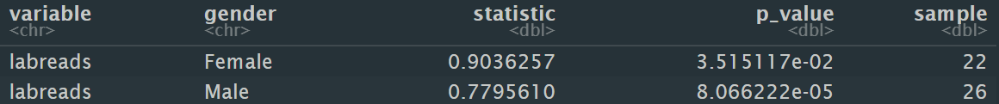 variable gender statistic p_value sample
<chr> <chr> <dbl> <dbl> <dbl>
labreads Female 0.9036257 3.515117e-02 22
labreads Male 0.7795610 8.066222e-05 26